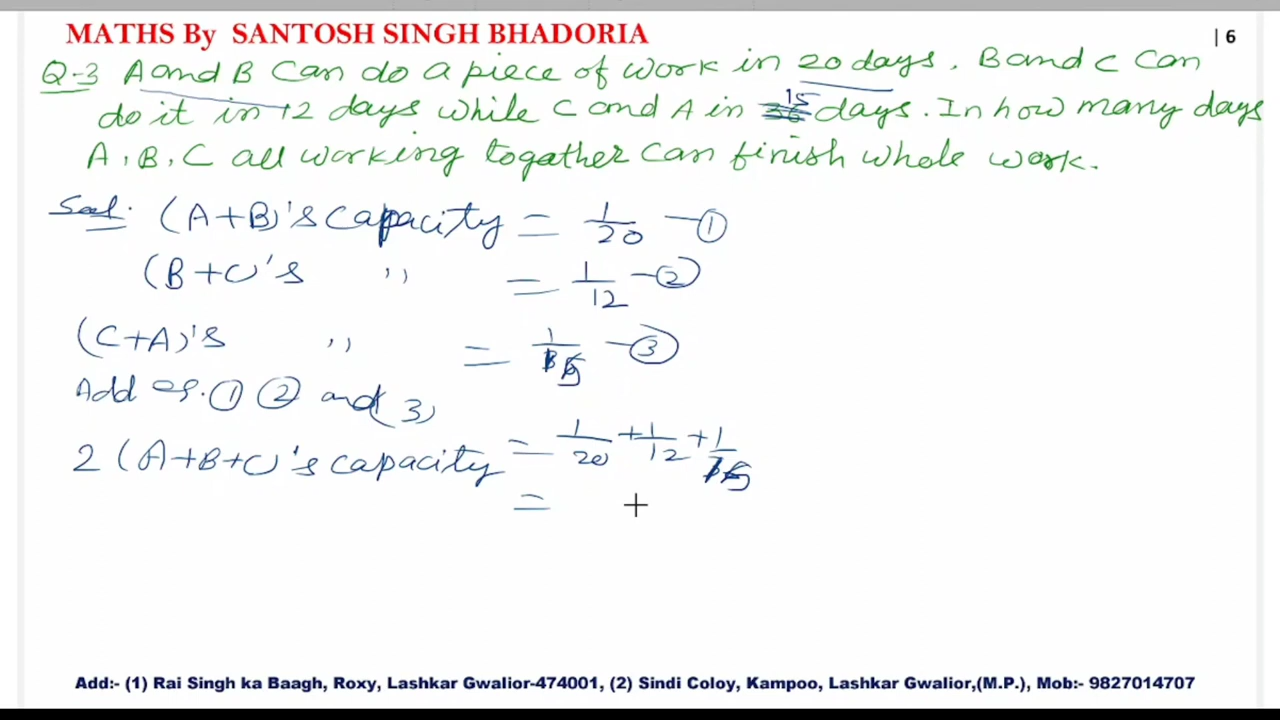 MATHS By SANTOSH SINGH BHADORIA
| 6
Q-3 A and B Can do a piece of work in 20 days. B and C Can
do it in 12 days while C and A in 15 days. In how many days
A, B, C all working together Can finish whole work.
Sol. (A+B)'s capacity = 1/20 —①
(B+C)'s " = 1/12 —②
(C+A)'s " = 1/15 —③
Add eq. ① ② and (3)
2 (A+B+C)'s capacity = 1/20 + 1/12 + 1/15
=
Add:- (1) Rai Singh ka Baagh, Roxy, Lashkar Gwalior-474001, (2) Sindi Coloy, Kampoo, Lashkar Gwalior,(M.P.), Mob:- 9827014707